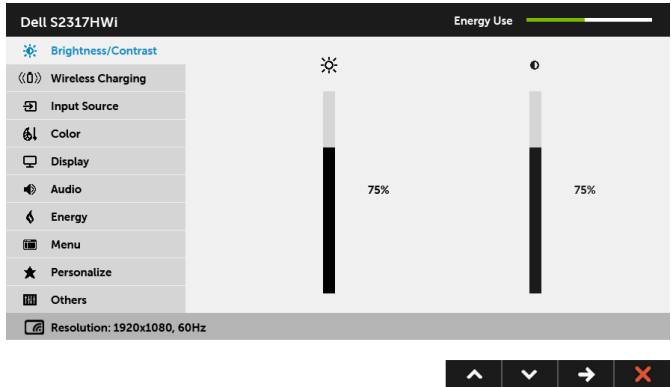 Dell S2317HWi
Energy Use
Brightness/Contrast
Wireless Charging
Input Source
Color
Display
Audio
75%
75%
Energy
Menu
Personalize
Others
Resolution: 1920x1080, 60Hz